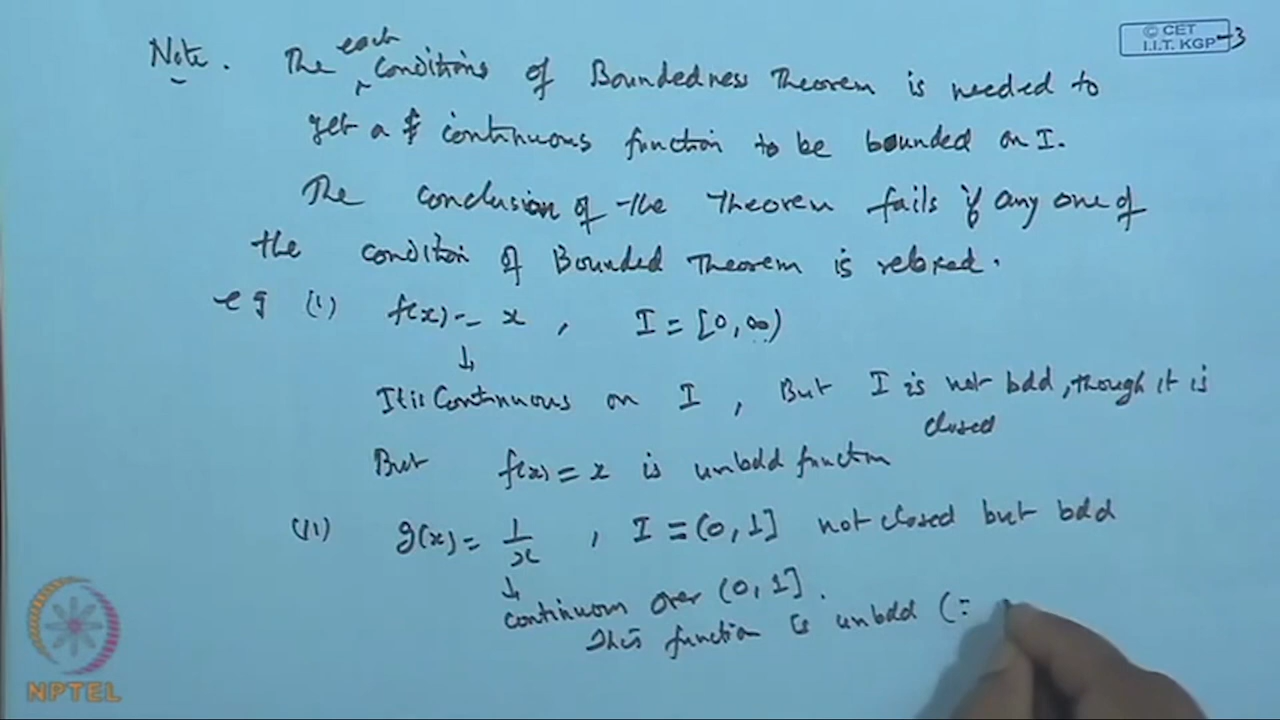 © CET
I.I.T. KGP -3
Note. The each conditions of Boundedness Theorem is needed to
get a continuous function to be bounded on I.
The conclusion of the Theorem fails if any one of
the condition of Bounded Theorem is relaxed.
eg (i) f(x) = x , I = [0, ∞)
↓
It is Continuous on I , But I is not bdd, though it is
closed
But f(x) = x is unbdd function
(ii) g(x) = 1/x , I = (0, 1] not closed but bdd
↓
continuous over (0, 1].
This function is unbdd (:
NPTEL